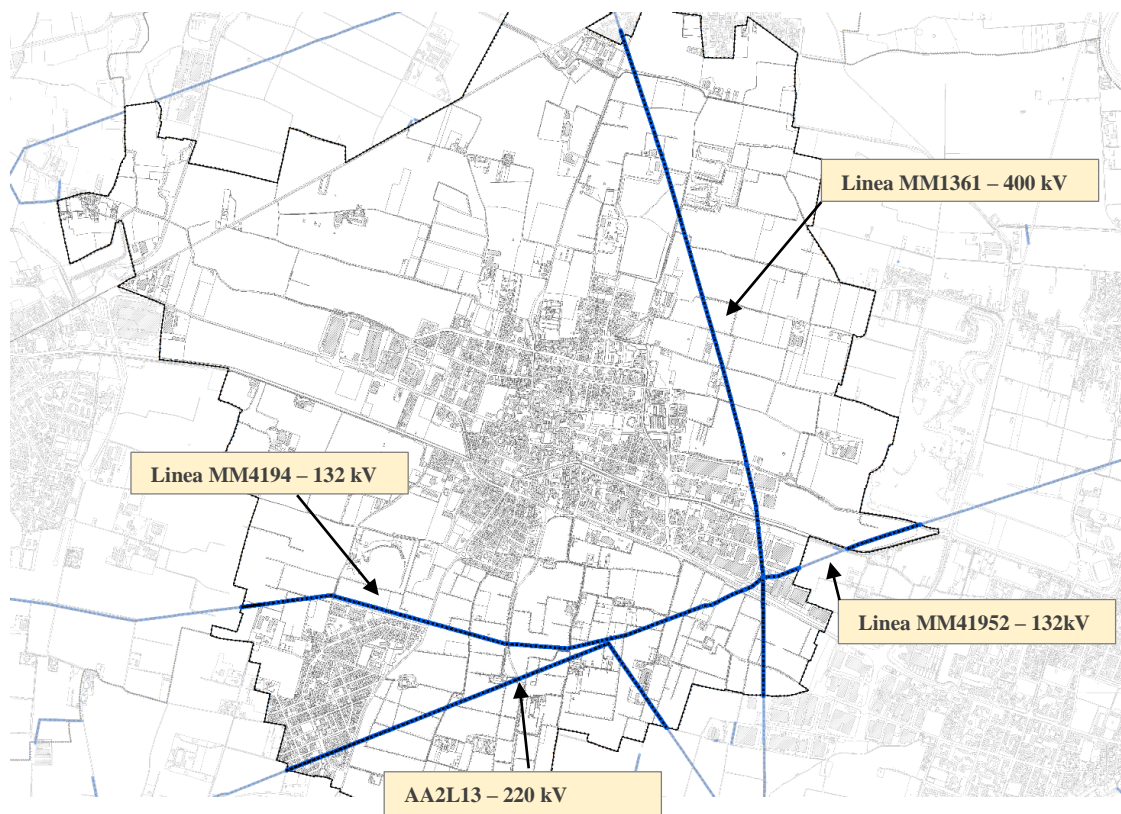 Linea MM1361 – 400 kV
Linea MM4194 – 132 kV
Linea MM41952 – 132kV
AA2L13 – 220 kV